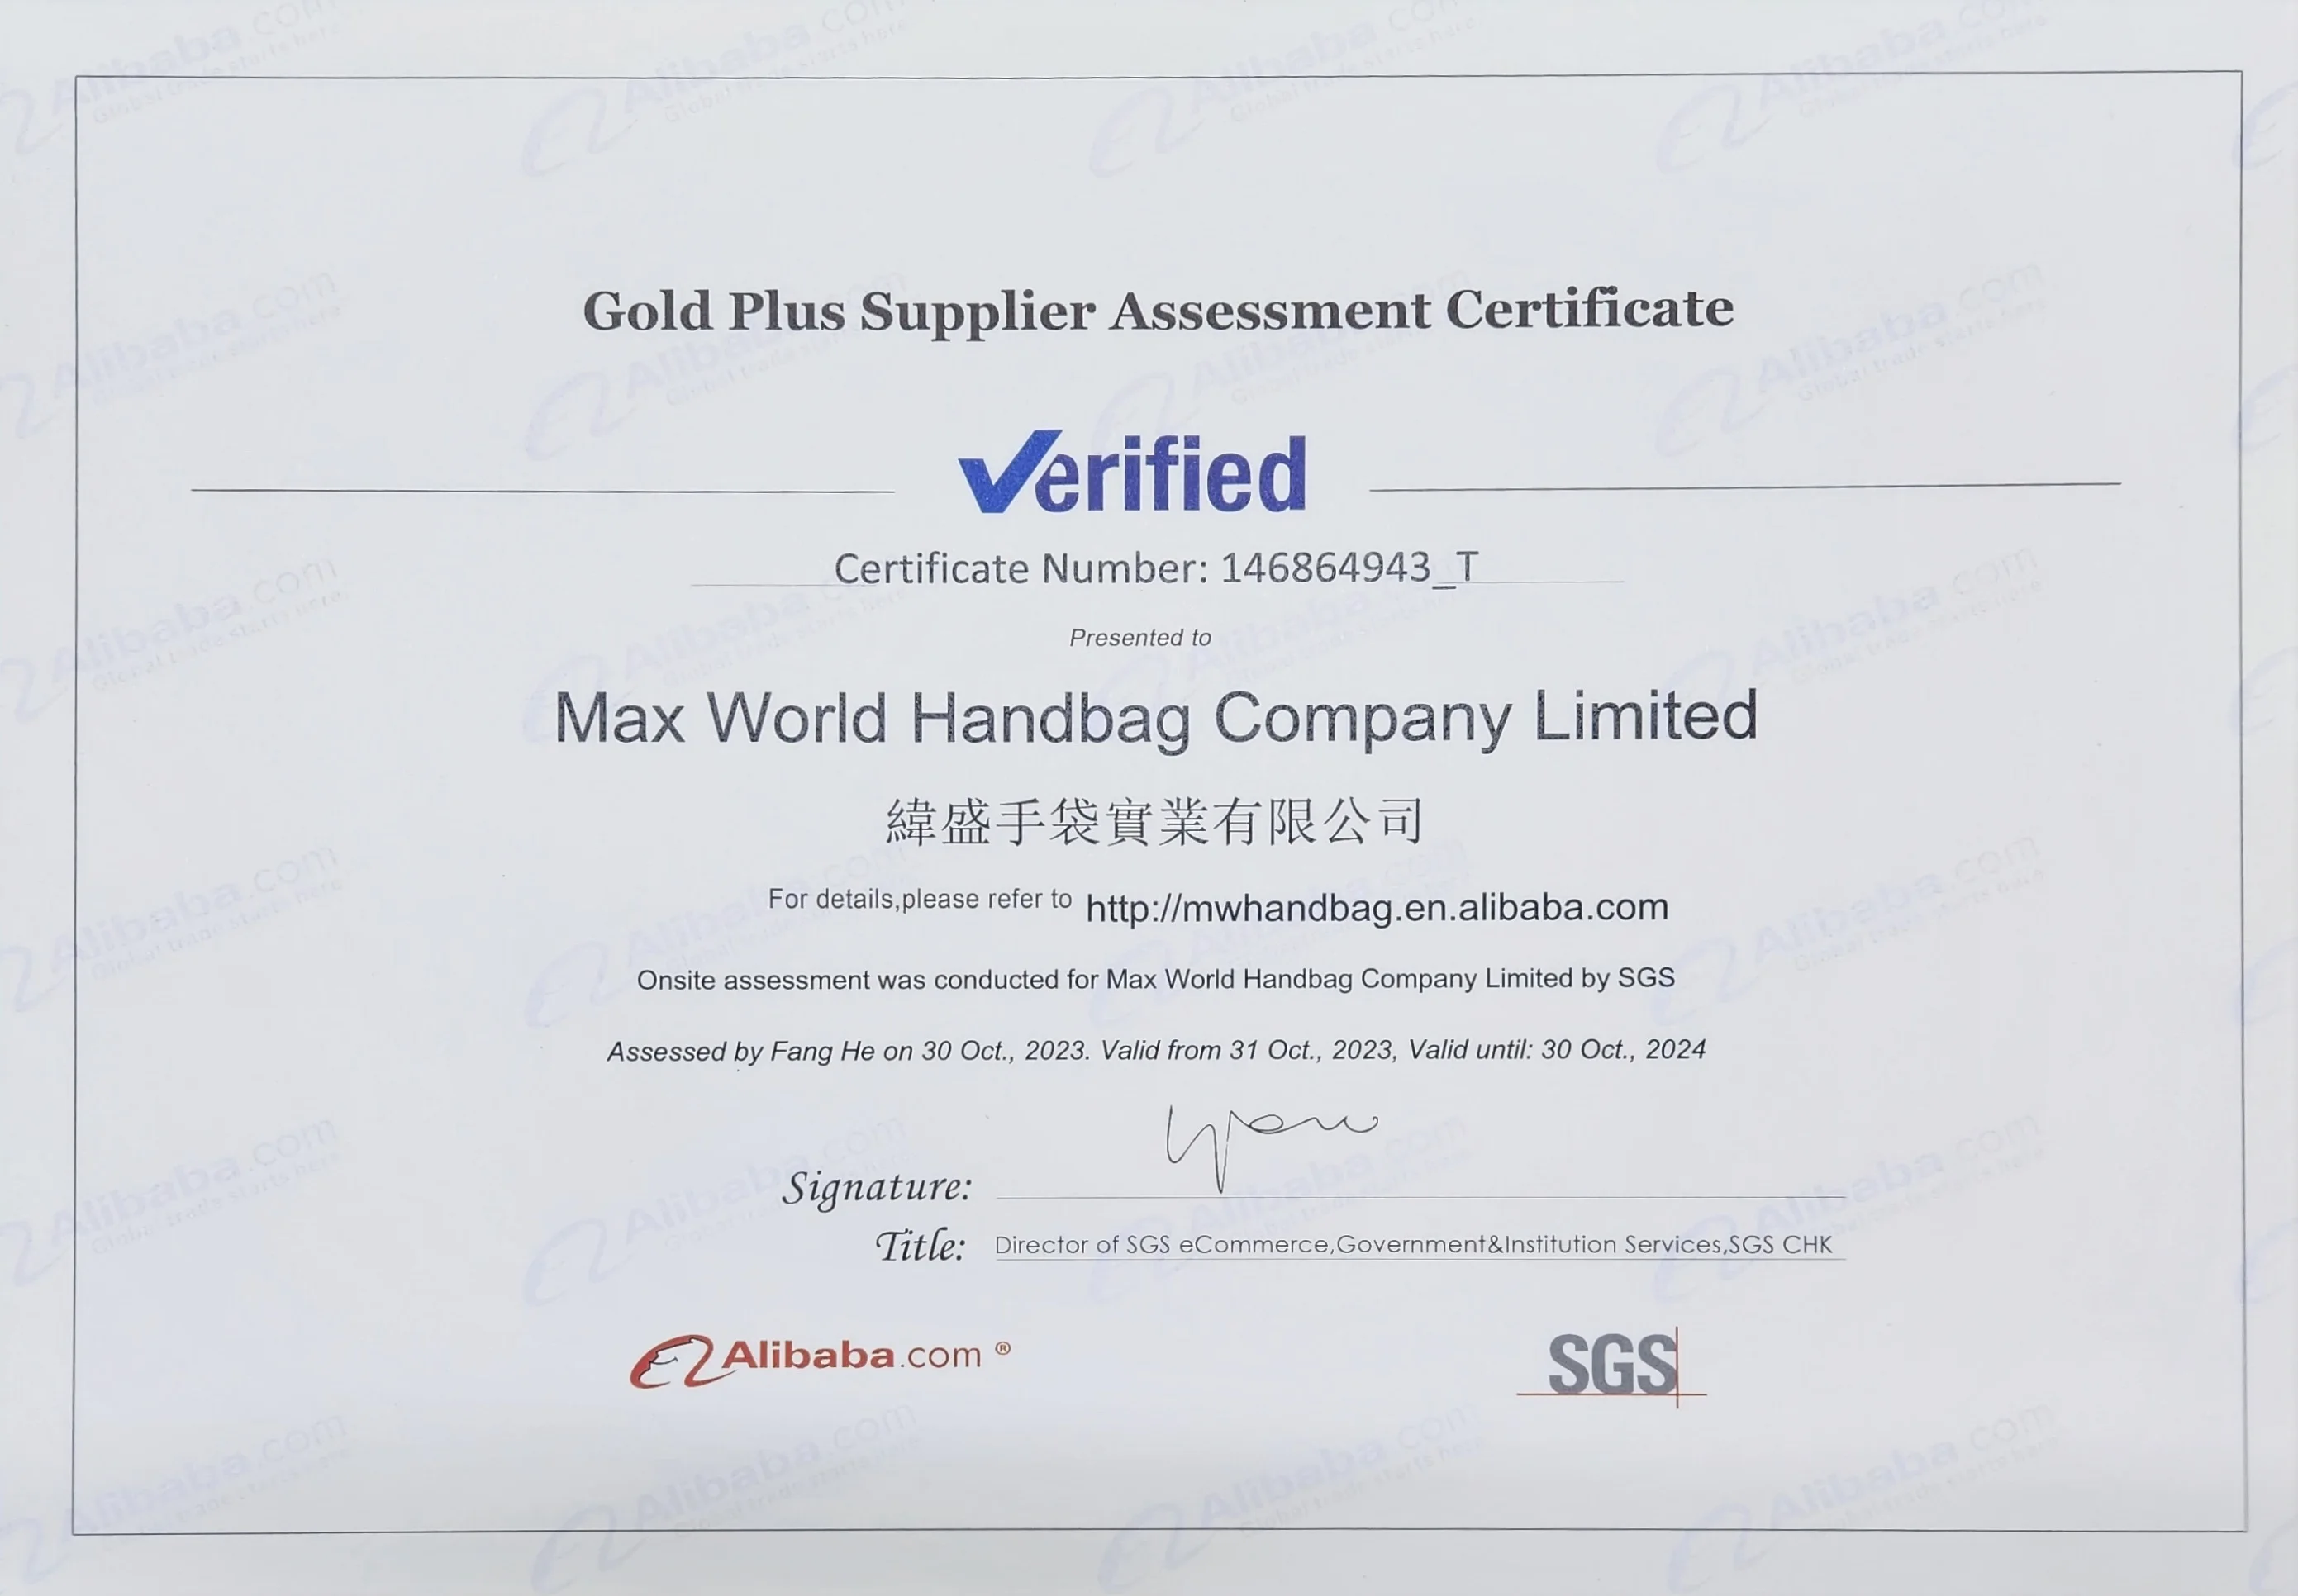 Gold Plus Supplier Assessment Certificate
Verified
Certificate Number: 146864943_T
Presented to
Max World Handbag Company Limited
緯盛手袋實業有限公司
For details,please refer to http://mwhandbag.en.alibaba.com
Onsite assessment was conducted for Max World Handbag Company Limited by SGS
Assessed by Fang He on 30 Oct., 2023. Valid from 31 Oct., 2023, Valid until: 30 Oct., 2024
Signature:
Title: Director of SGS eCommerce,Government&Institution Services,SGS CHK
Alibaba.com ®
SGS